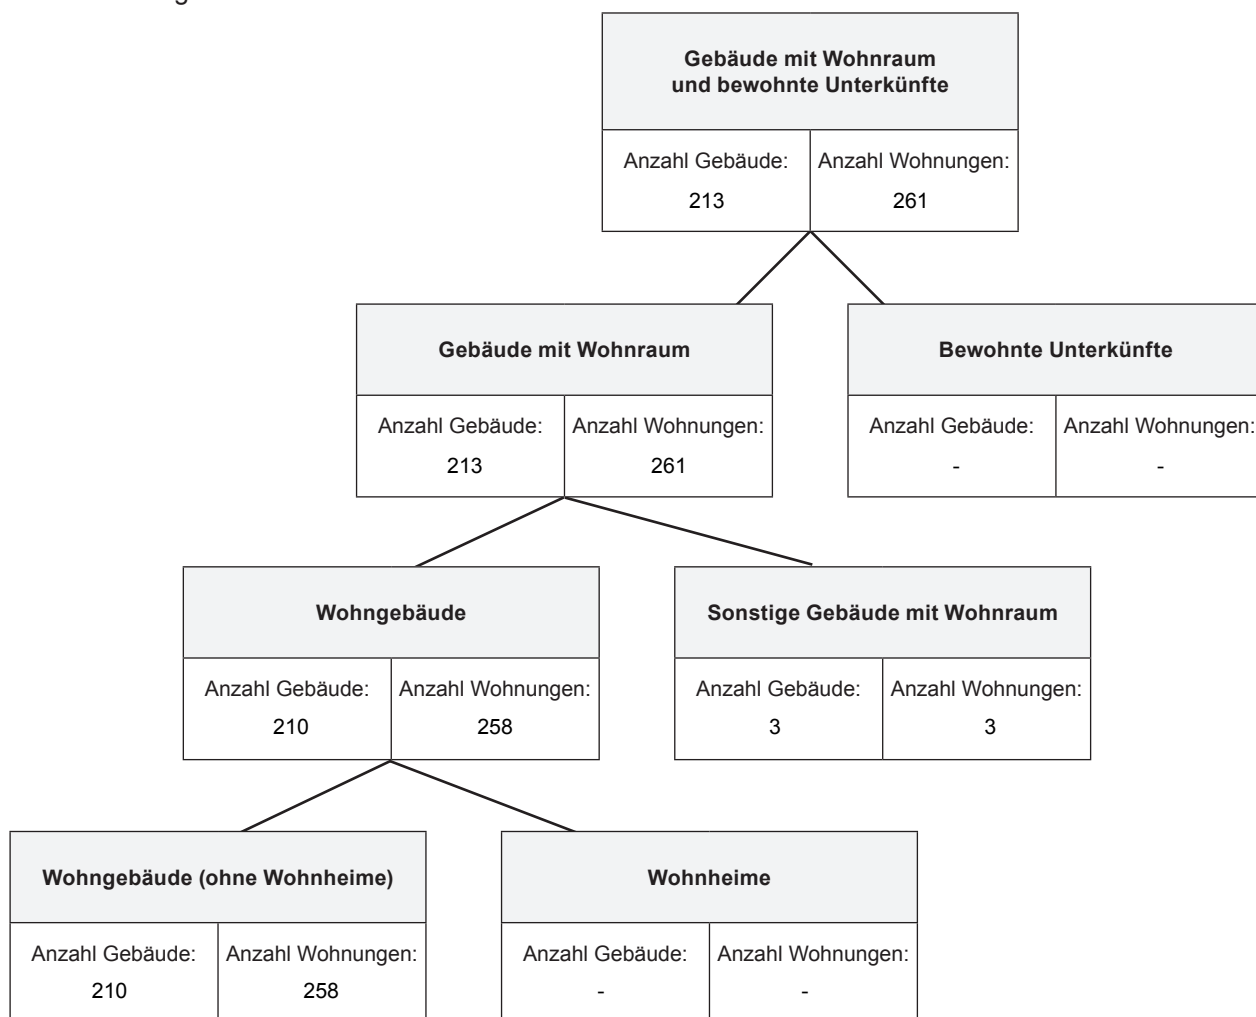 Gebäude mit Wohnraum
und bewohnte Unterkünfte
Anzahl Gebäude: Anzahl Wohnungen:
213 261
Gebäude mit Wohnraum Bewohnte Unterkünfte
Anzahl Gebäude: Anzahl Wohnungen: Anzahl Gebäude: Anzahl Wohnungen:
213 261 - -
Wohngebäude Sonstige Gebäude mit Wohnraum
Anzahl Gebäude: Anzahl Wohnungen: Anzahl Gebäude: Anzahl Wohnungen:
210 258 3 3
Wohngebäude (ohne Wohnheime) Wohnheime
Anzahl Gebäude: Anzahl Wohnungen: Anzahl Gebäude: Anzahl Wohnungen:
210 258 - -